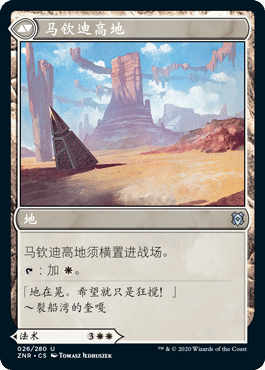 马钦迪高地
地
马钦迪高地须横置进战场。
：加。
「地在晃。希望就只是狂搅！」
～裂船湾的奎嘎
法术 3
026/280 U
ZNR • CS Tomasz Jedruszek
™ & © 2020 Wizards of the Coast